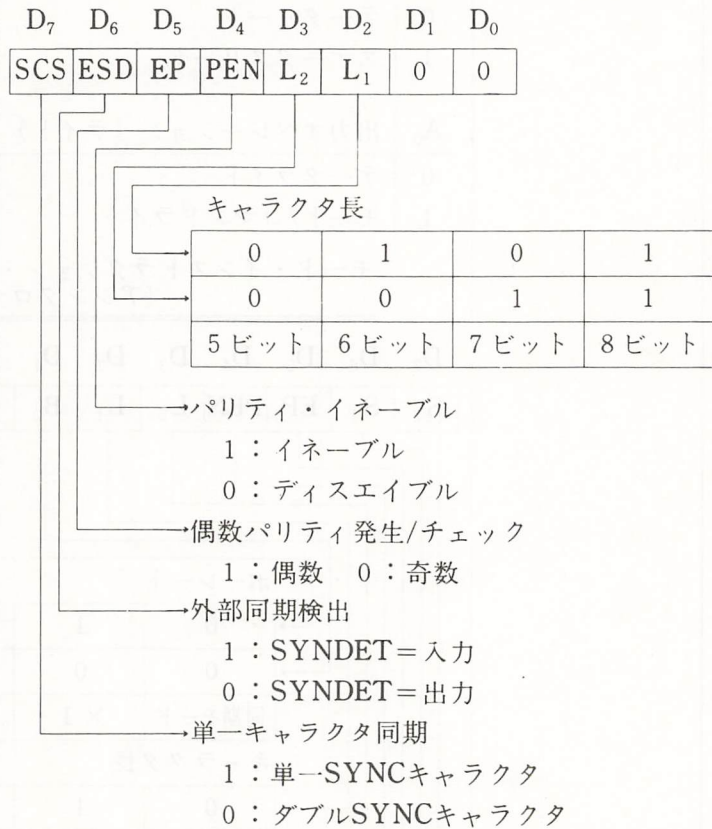 D₇ D₆ D₅ D₄ D₃ D₂ D₁ D₀
SCS ESD EP PEN L₂ L₁ 0 0
キャラクタ長
0 1 0 1
0 0 1 1
5ビット 6ビット 7ビット 8ビット
パリティ・イネーブル
1:イネーブル
0:ディスエイブル
偶数パリティ発生/チェック
1:偶数 0:奇数
外部同期検出
1:SYNDET=入力
0:SYNDET=出力
単一キャラクタ同期
1:単一SYNCキャラクタ
0:ダブルSYNCキャラクタ